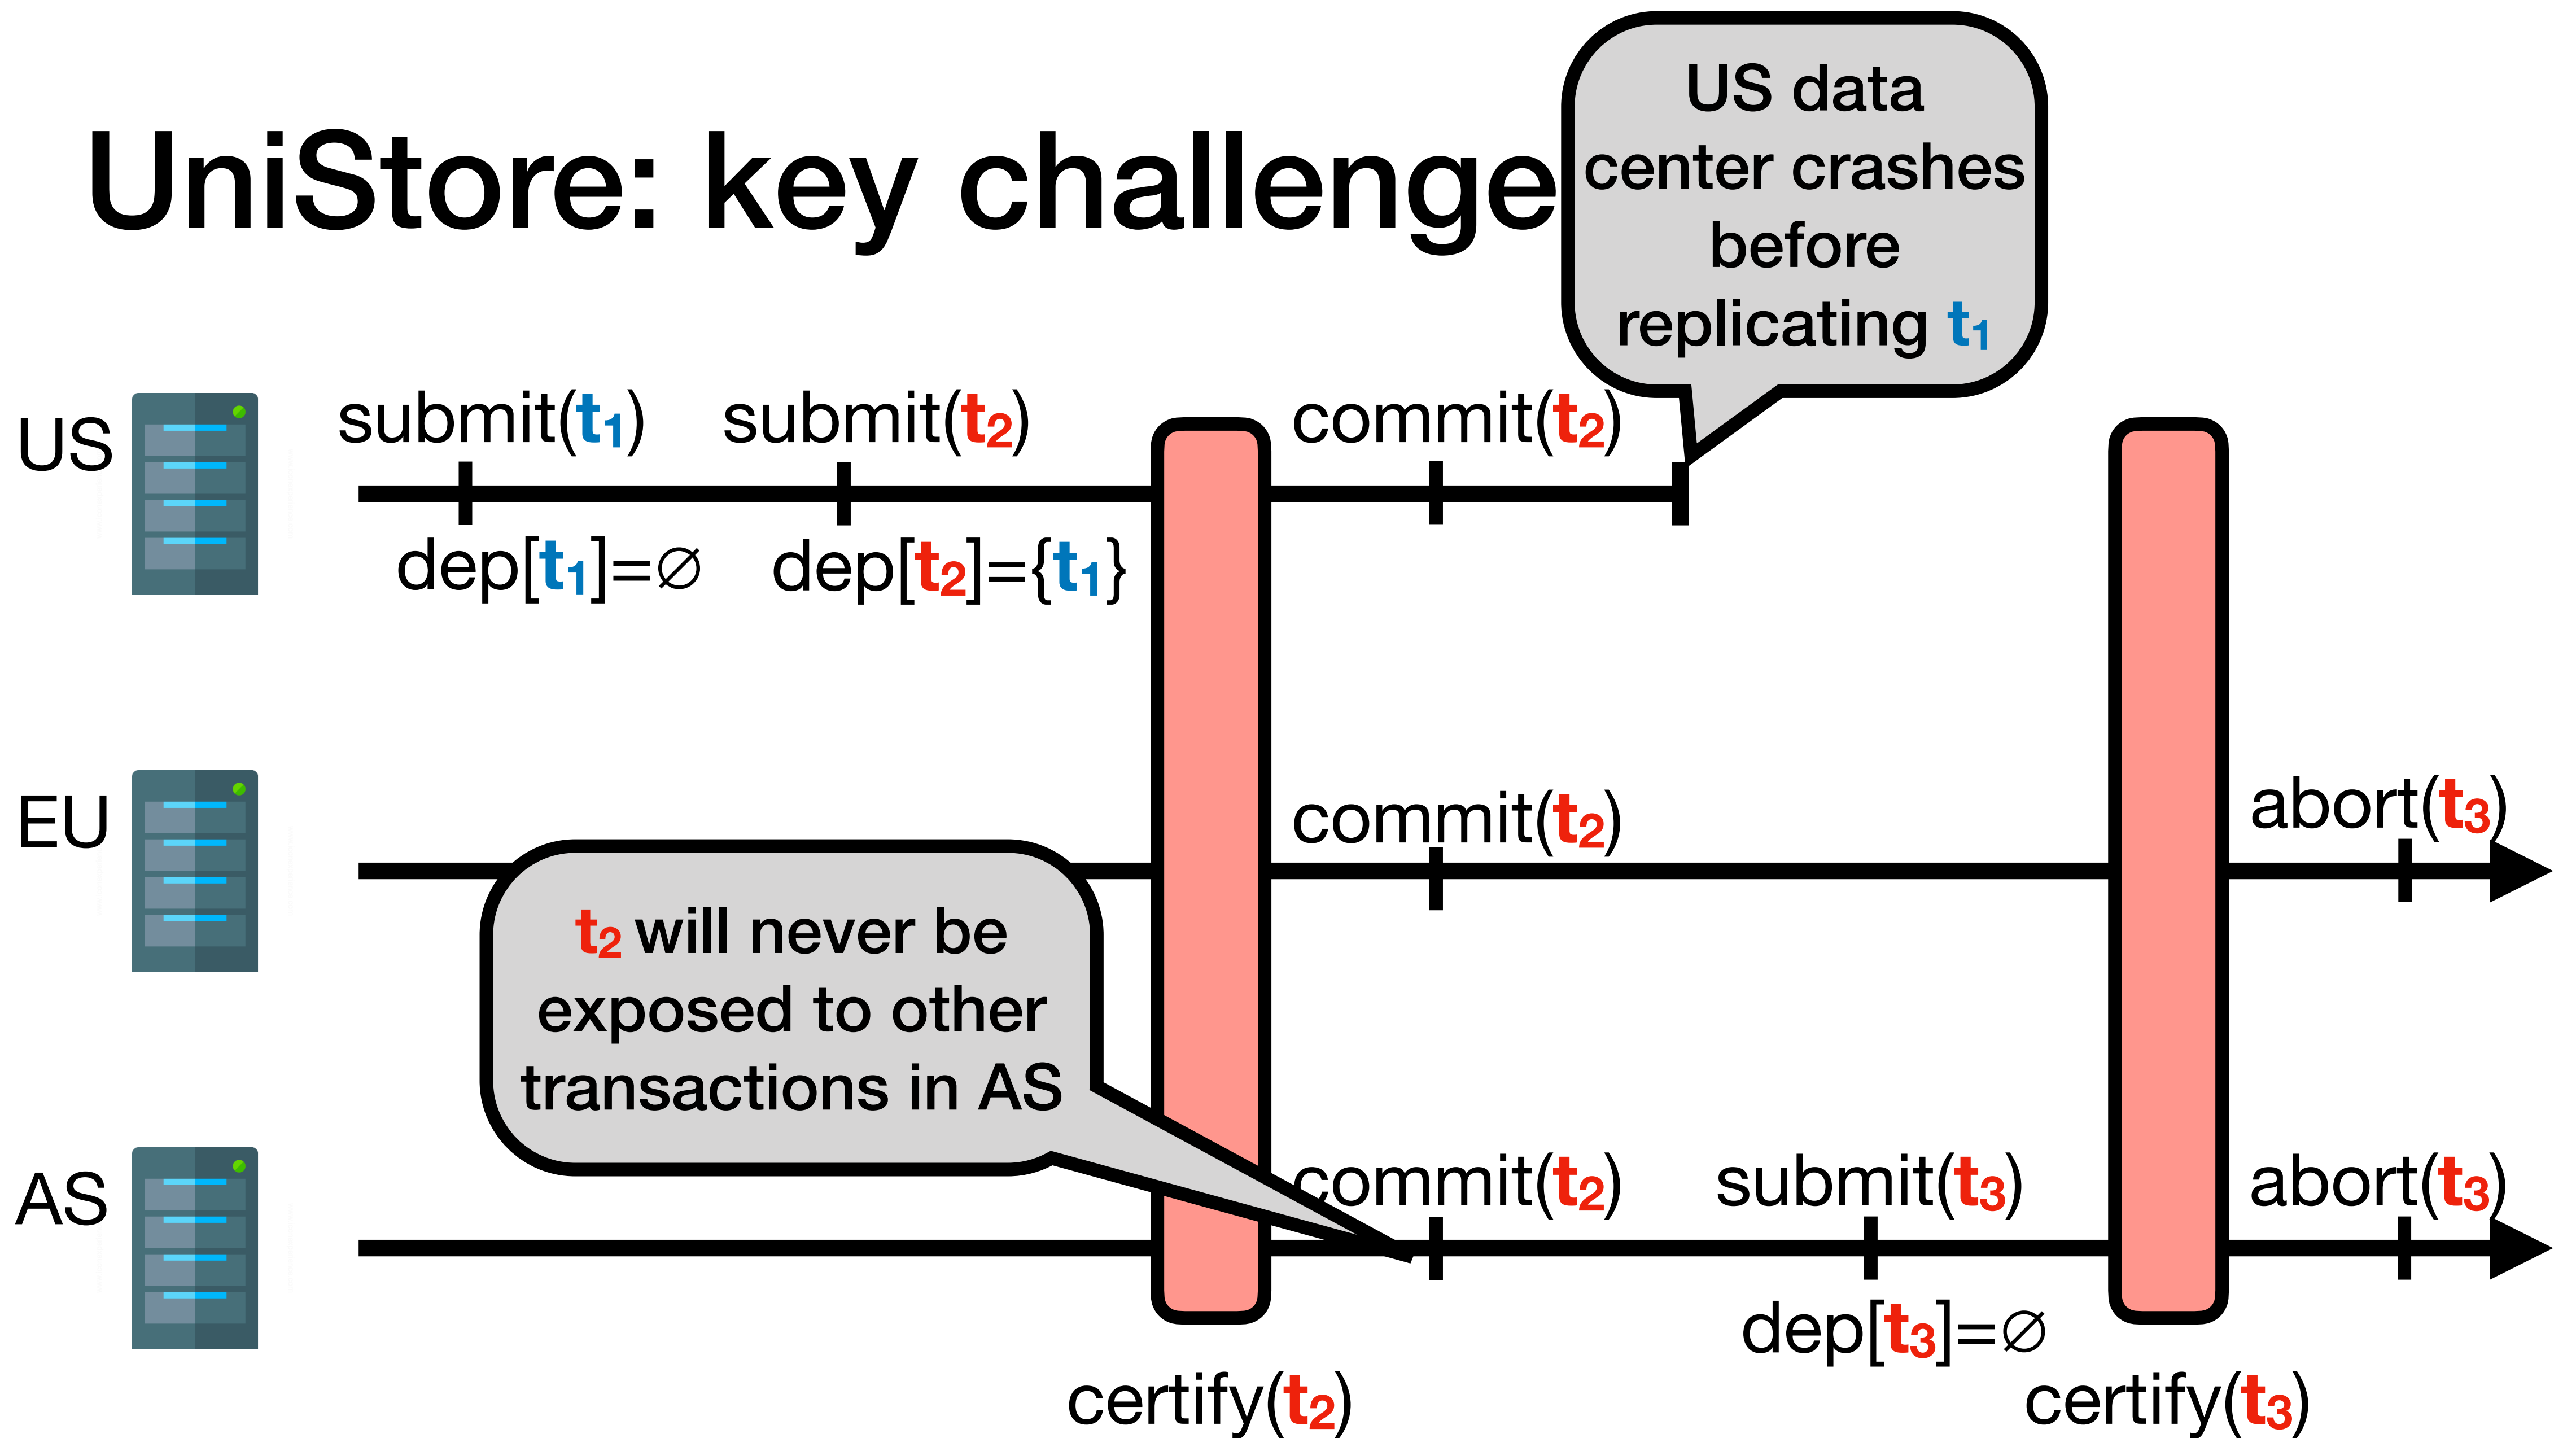 US data
center crashes
before
replicating t₁
UniStore: key challenge
US
submit(t₁)
submit(t₂)
commit(t₂)
dep[t₁]=∅
dep[t₂]={t₁}
EU
commit(t₂)
abort(t₃)
t₂ will never be
exposed to other
transactions in AS
AS
commit(t₂)
submit(t₃)
abort(t₃)
dep[t₃]=∅
certify(t₂)
certify(t₃)